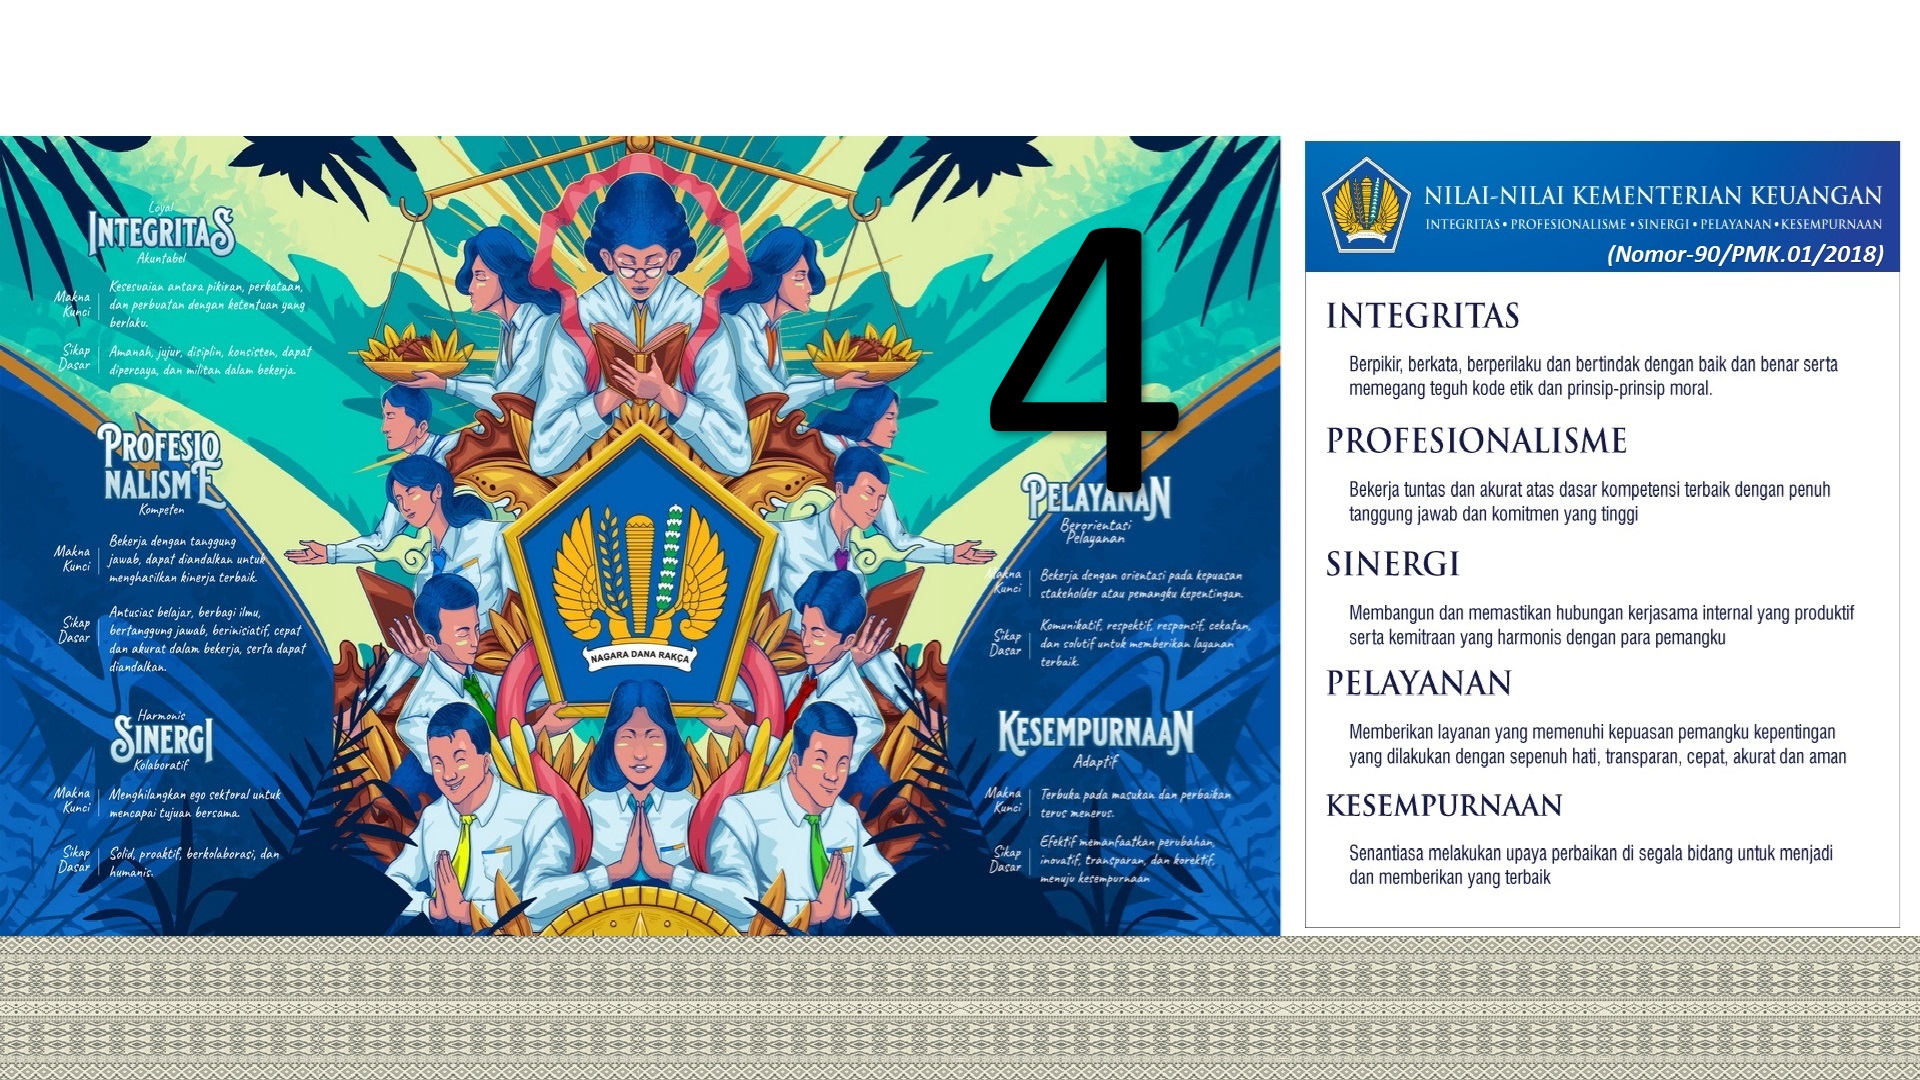 Loyal
INTEGRITAS
Akuntabel
Makna
Kunci
Kesesuaian antara pikiran, perkataan,
dan perbuatan dengan ketentuan yang
berlaku.
Sikap
Dasar
Amanah, jujur, disiplin, konsisten, dapat
dipercaya, dan militan dalam bekerja.
PROFESIO
NALISME
Kompeten
Makna
Kunci
Bekerja dengan tanggung
jawab, dapat diandalkan untuk
menghasilkan kinerja terbaik.
Sikap
Dasar
Antusias belajar, berbagi ilmu,
bertanggung jawab, berinisiatif, cepat
dan akurat dalam bekerja, serta dapat
diandalkan.
Harmonis
SINERGI
Kolaboratif
Makna
Kunci
Menghilangkan ego sektoral untuk
mencapai tujuan bersama.
Sikap
Dasar
Solid, proaktif, berkolaborasi, dan
humanis.
NAGARA DANA RAKÇA
4
PELAYANAN
Berorientasi
Pelayanan
Makna
Kunci
Bekerja dengan orientasi pada kepuasan
stakeholder atau pemangku kepentingan.
Sikap
Dasar
Komunikatif, respektif, responsif, cekatan,
dan solutif untuk memberikan layanan
terbaik.
KESEMPURNAAN
Adaptif
Makna
Kunci
Terbuka pada masukan dan perbaikan
terus menerus.
Sikap
Dasar
Efektif memanfaatkan perubahan,
inovatif, transparan, dan korektif,
menuju kesempurnaan
NILAI-NILAI KEMENTERIAN KEUANGAN
INTEGRITAS • PROFESIONALISME • SINERGI • PELAYANAN • KESEMPURNAAN
(Nomor-90/PMK.01/2018)
INTEGRITAS
Berpikir, berkata, berperilaku dan bertindak dengan baik dan benar serta
memegang teguh kode etik dan prinsip-prinsip moral.
PROFESIONALISME
Bekerja tuntas dan akurat atas dasar kompetensi terbaik dengan penuh
tanggung jawab dan komitmen yang tinggi
SINERGI
Membangun dan memastikan hubungan kerjasama internal yang produktif
serta kemitraan yang harmonis dengan para pemangku
PELAYANAN
Memberikan layanan yang memenuhi kepuasan pemangku kepentingan
yang dilakukan dengan sepenuh hati, transparan, cepat, akurat dan aman
KESEMPURNAAN
Senantiasa melakukan upaya perbaikan di segala bidang untuk menjadi
dan memberikan yang terbaik